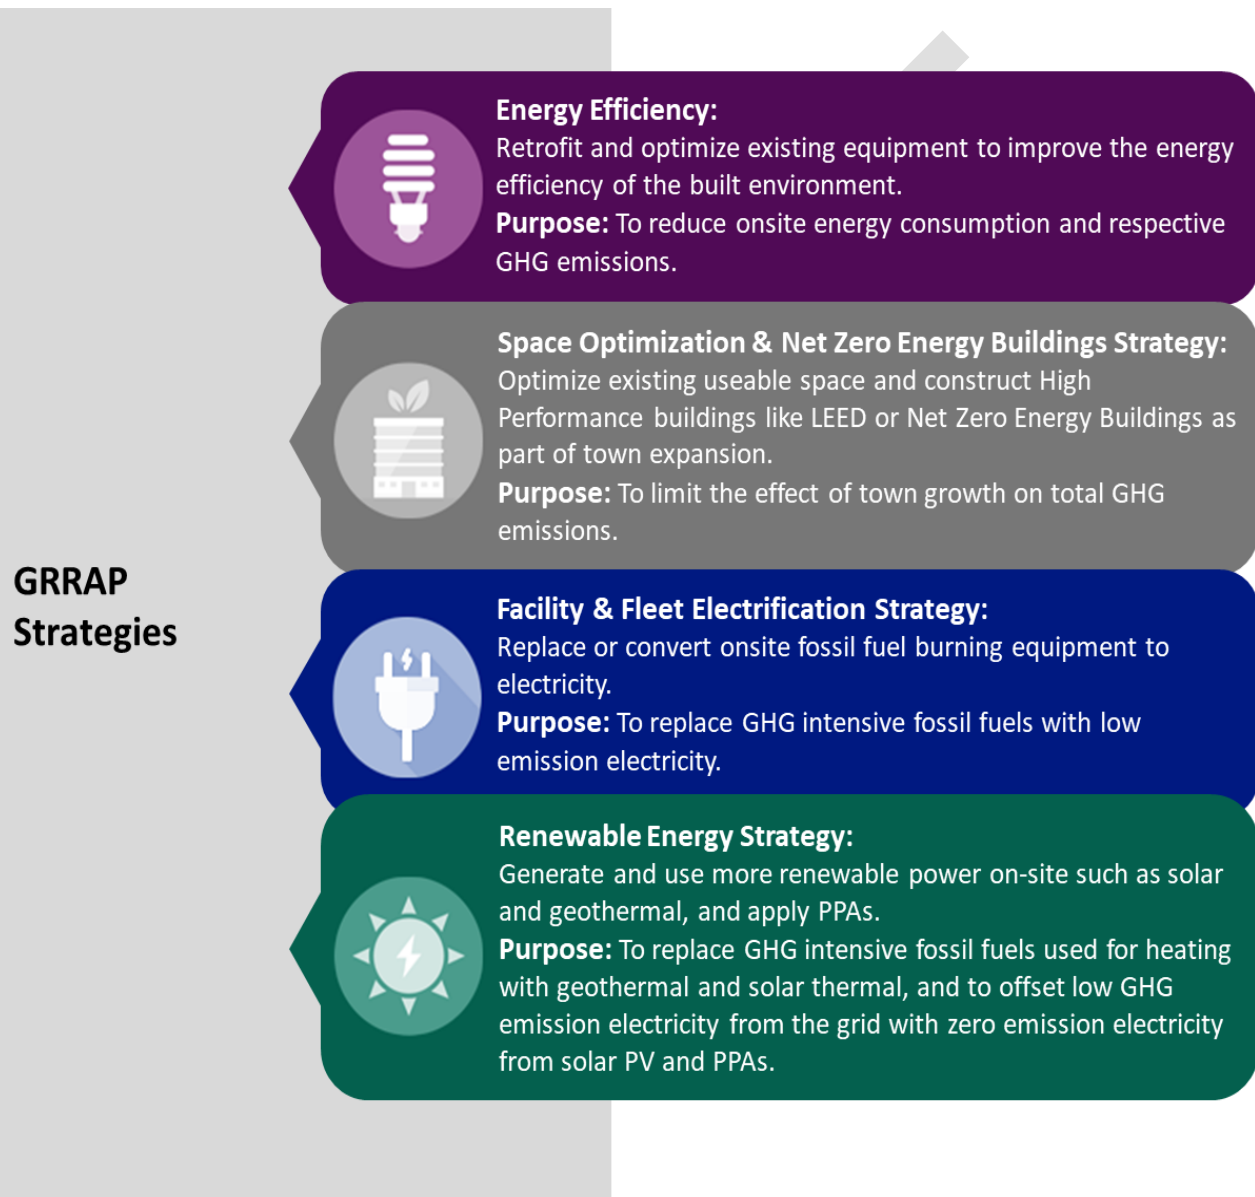 GRRAP
Strategies
Energy Efficiency:
Retrofit and optimize existing equipment to improve the energy
efficiency of the built environment.
Purpose: To reduce onsite energy consumption and respective
GHG emissions.
Space Optimization & Net Zero Energy Buildings Strategy:
Optimize existing useable space and construct High
Performance buildings like LEED or Net Zero Energy Buildings as
part of town expansion.
Purpose: To limit the effect of town growth on total GHG
emissions.
Facility & Fleet Electrification Strategy:
Replace or convert onsite fossil fuel burning equipment to
electricity.
Purpose: To replace GHG intensive fossil fuels with low
emission electricity.
Renewable Energy Strategy:
Generate and use more renewable power on-site such as solar
and geothermal, and apply PPAs.
Purpose: To replace GHG intensive fossil fuels used for heating
with geothermal and solar thermal, and to offset low GHG
emission electricity from the grid with zero emission electricity
from solar PV and PPAs.